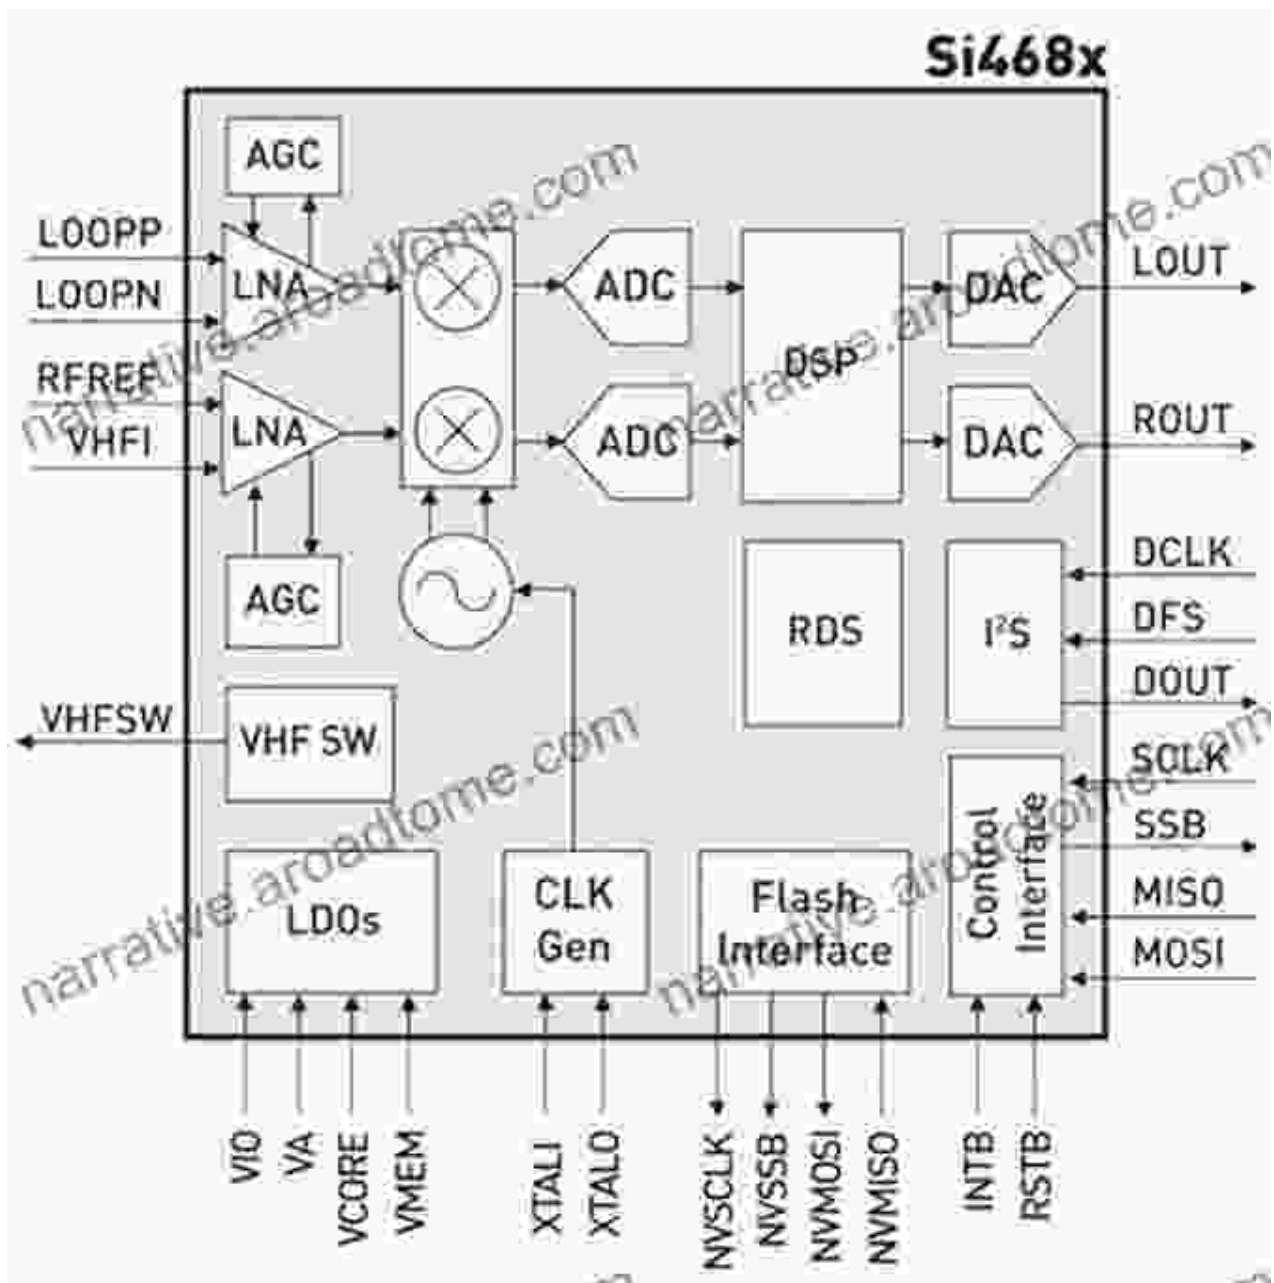 Si468x
AGC
LOOPP
LOOPN
LNA
ADC
DSP
DAC
LOUT
RFREF
VHFI
LNA
ADC
DAC
ROUT
AGC
RDS
I²S
DCLK
DFS
DOUT
VHFSW
VHF SW
LDOs
CLK
Gen
Flash
Interface
Control
Interface
SCLK
SSB
MISO
MOSI
VIO
VA
VCORE
VMEM
XTALI
XTALO
NVSCLK
NVSSB
NVMOSI
NVMISO
INTB
RSTB
narrative.aroadtome.com
narrative.aroadtome.com
narrative.aroadtome.com
narrative.aroadtome.com